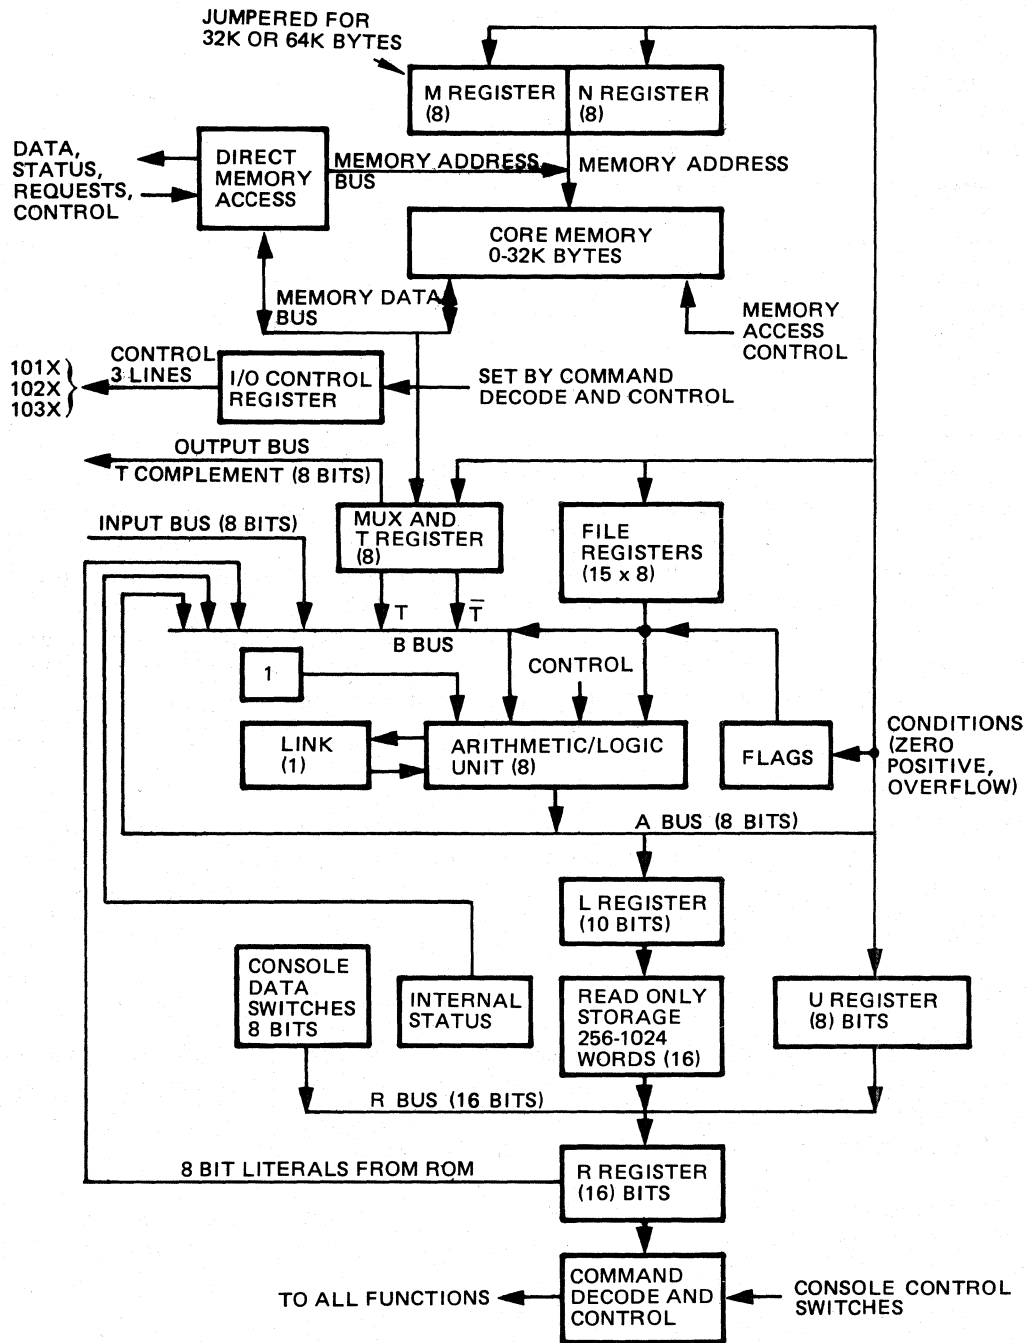 JUMPERED FOR
32K OR 64K BYTES
M REGISTER
(8)
N REGISTER
(8)
DATA,
STATUS,
REQUESTS,
CONTROL
DIRECT
MEMORY
ACCESS
MEMORY ADDRESS
BUS
MEMORY ADDRESS
CORE MEMORY
0-32K BYTES
MEMORY DATA
BUS
MEMORY
ACCESS
CONTROL
101X
102X
103X
CONTROL
3 LINES
I/O CONTROL
REGISTER
SET BY COMMAND
DECODE AND CONTROL
OUTPUT BUS
T COMPLEMENT (8 BITS)
INPUT BUS (8 BITS)
MUX AND
T REGISTER
(8)
FILE
REGISTERS
(15 x 8)
T
T̅
B BUS
1
CONTROL
LINK
(1)
ARITHMETIC/LOGIC
UNIT (8)
FLAGS
CONDITIONS
(ZERO
POSITIVE,
OVERFLOW)
A BUS (8 BITS)
L REGISTER
(10 BITS)
CONSOLE
DATA
SWITCHES
8 BITS
INTERNAL
STATUS
READ ONLY
STORAGE
256-1024
WORDS (16)
U REGISTER
(8) BITS
R BUS (16 BITS)
8 BIT LITERALS FROM ROM
R REGISTER
(16) BITS
TO ALL FUNCTIONS
COMMAND
DECODE AND
CONTROL
CONSOLE CONTROL
SWITCHES